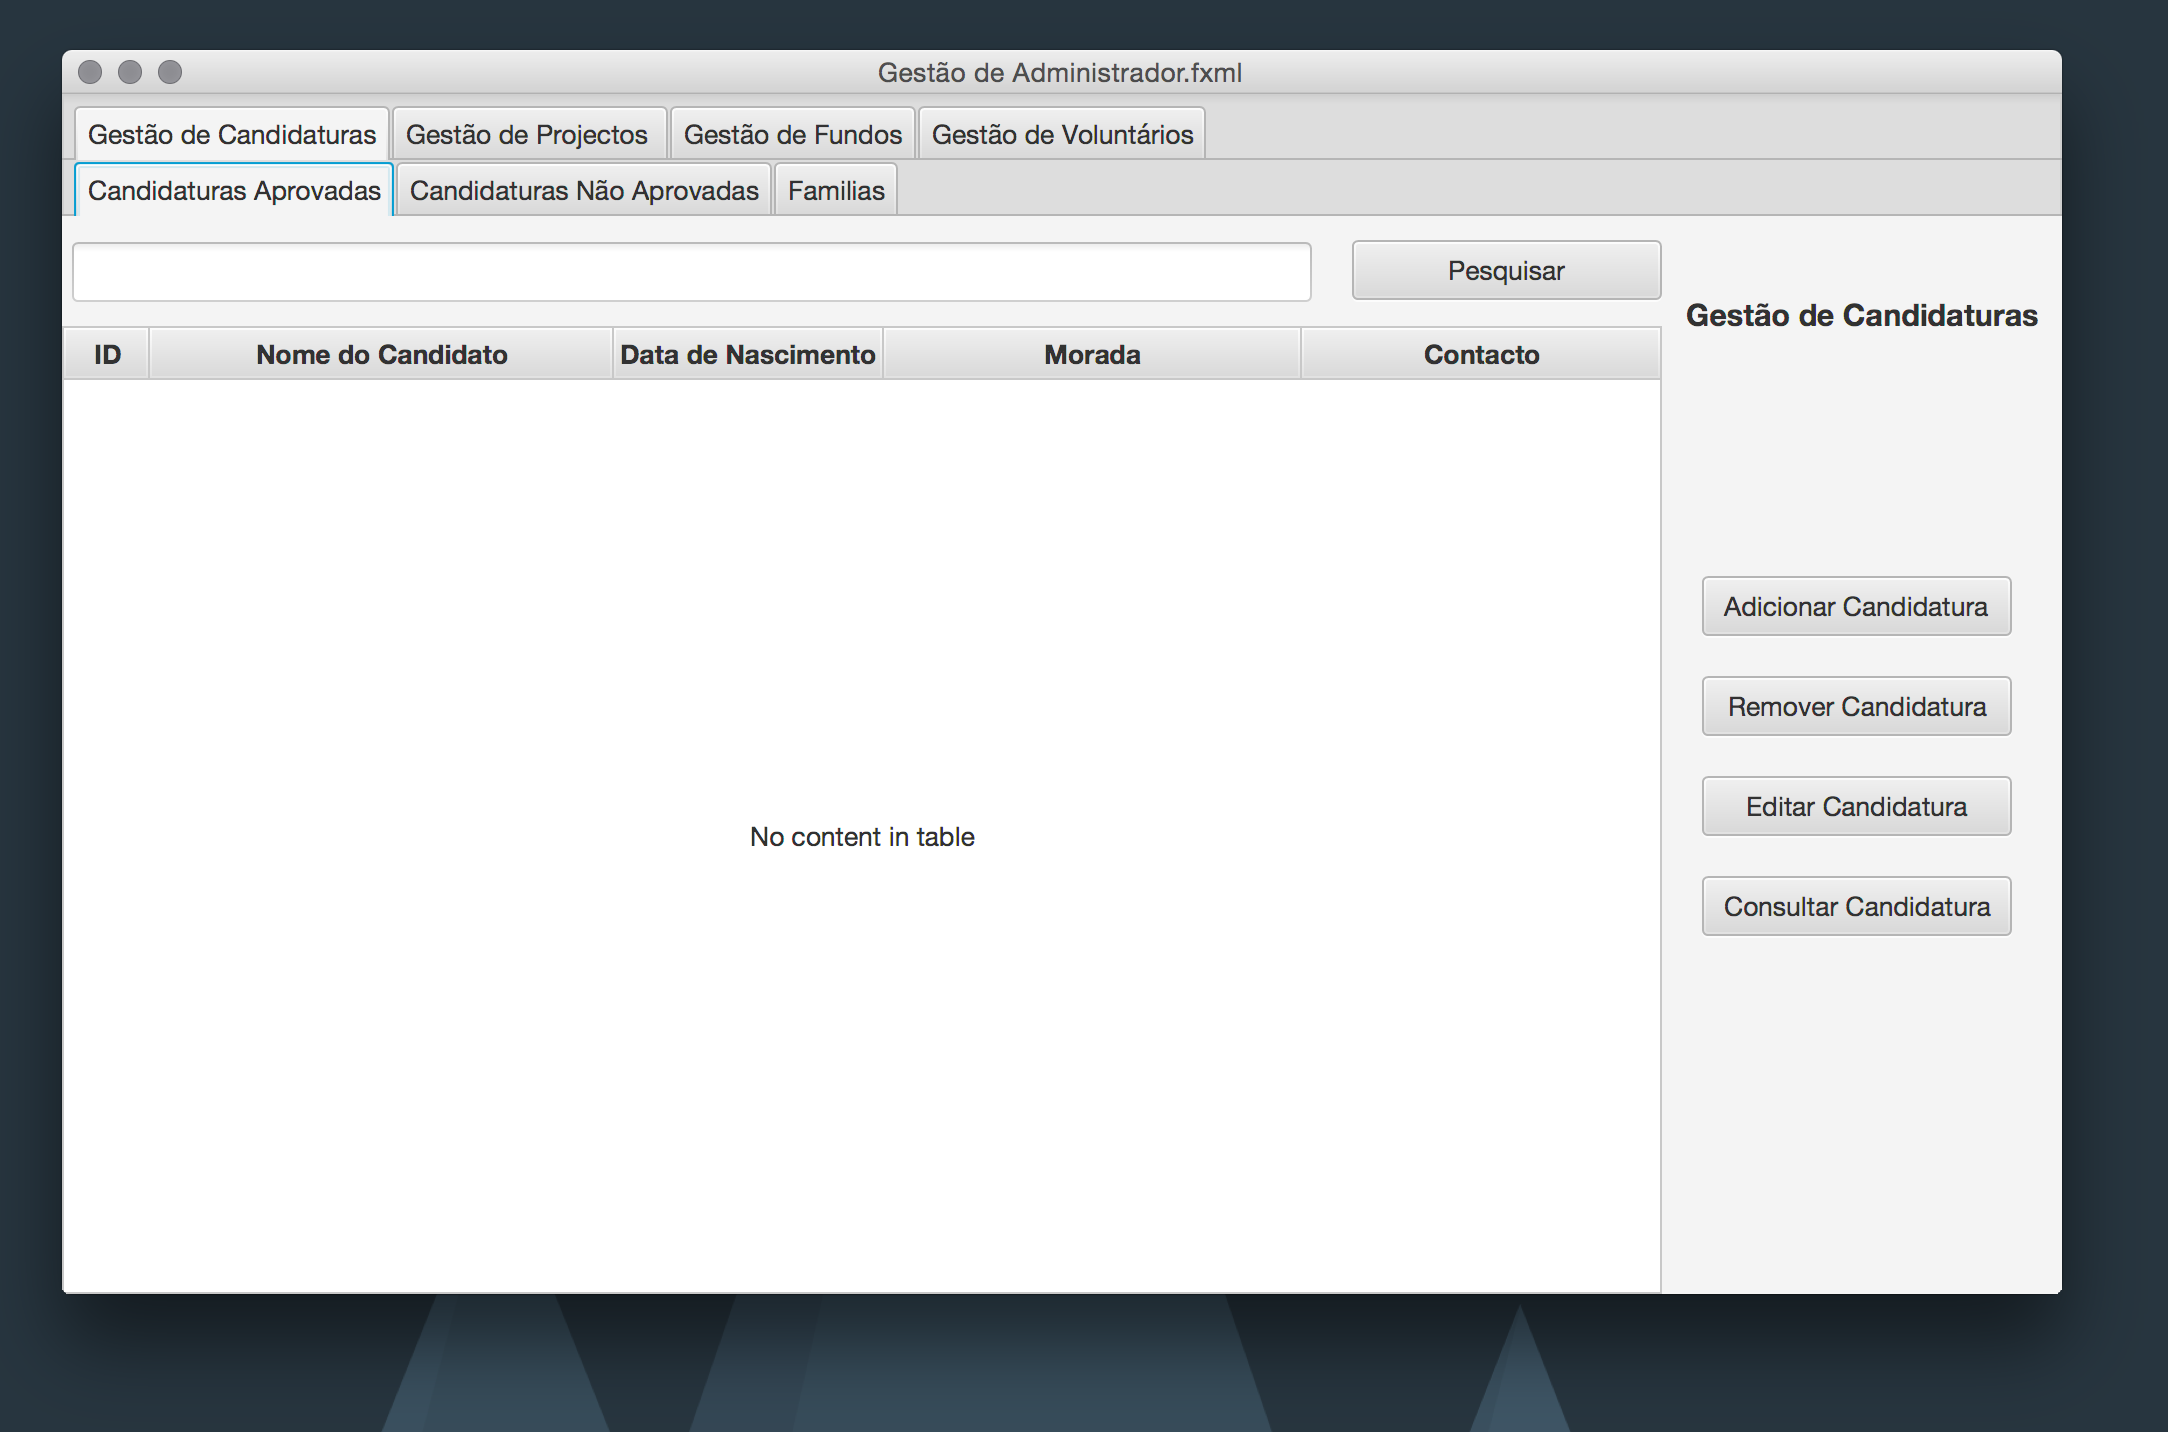 Gestão de Administrador.fxml
Gestão de Candidaturas Gestão de Projectos Gestão de Fundos Gestão de Voluntários
Candidaturas Aprovadas Candidaturas Não Aprovadas Familias
Pesquisar
Gestão de Candidaturas
ID Nome do Candidato Data de Nascimento Morada Contacto
No content in table
Adicionar Candidatura
Remover Candidatura
Editar Candidatura
Consultar Candidatura